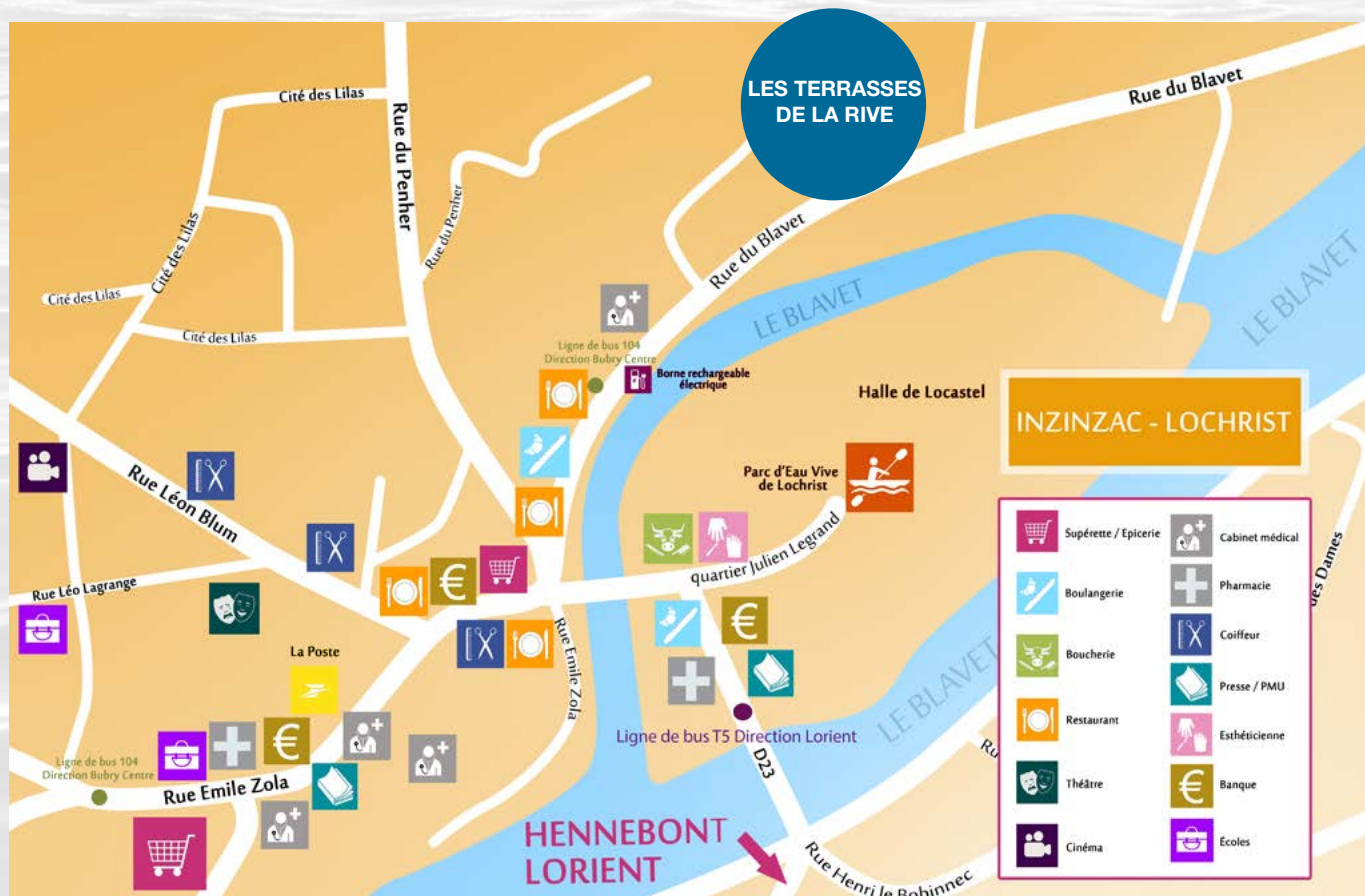 LES TERRASSES
DE LA RIVE
Cité des Lilas
Rue du Penher
Rue du Blavet
Rue du Penher
Cité des Lilas
Rue du Blavet
Cité des Lilas
Cité des Lilas
LE BLAVET
LE BLAVET
Ligne de bus 104
Direction Bubry Centre
Borne rechargeable
électrique
Halle de Locastel
INZINZAC - LOCHRIST
Parc d'Eau Vive
de Lochrist
Rue Léon Blum
quartier Julien Legrand
Rue Léo Lagrange
La Poste
Rue Emile Zola
LE BLAVET
Ligne de bus T5 Direction Lorient
D23
Ligne de bus 104
Direction Bubry Centre
Rue Emile Zola
HENNEBONT
LORIENT
Rue Henri le Bobinnec
Ru
des Dames
Supérette / Epicerie
Boulangerie
Boucherie
Restaurant
Théâtre
Cinéma
Cabinet médical
Pharmacie
Coiffeur
Presse / PMU
Esthéticienne
Banque
Écoles